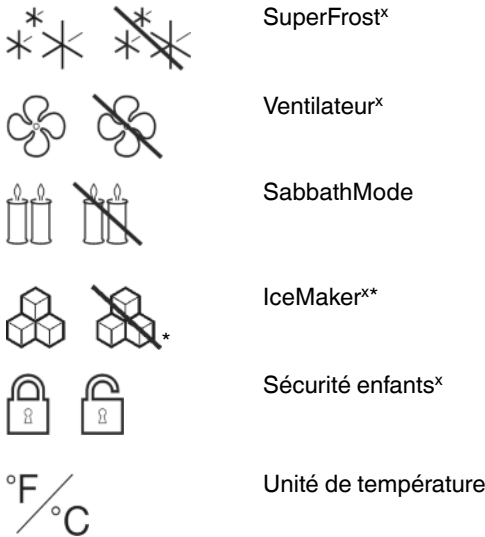 SuperFrostˣ
Ventilateurˣ
SabbathMode
* IceMakerˣ*
Sécurité enfantsˣ
°F/°C Unité de température